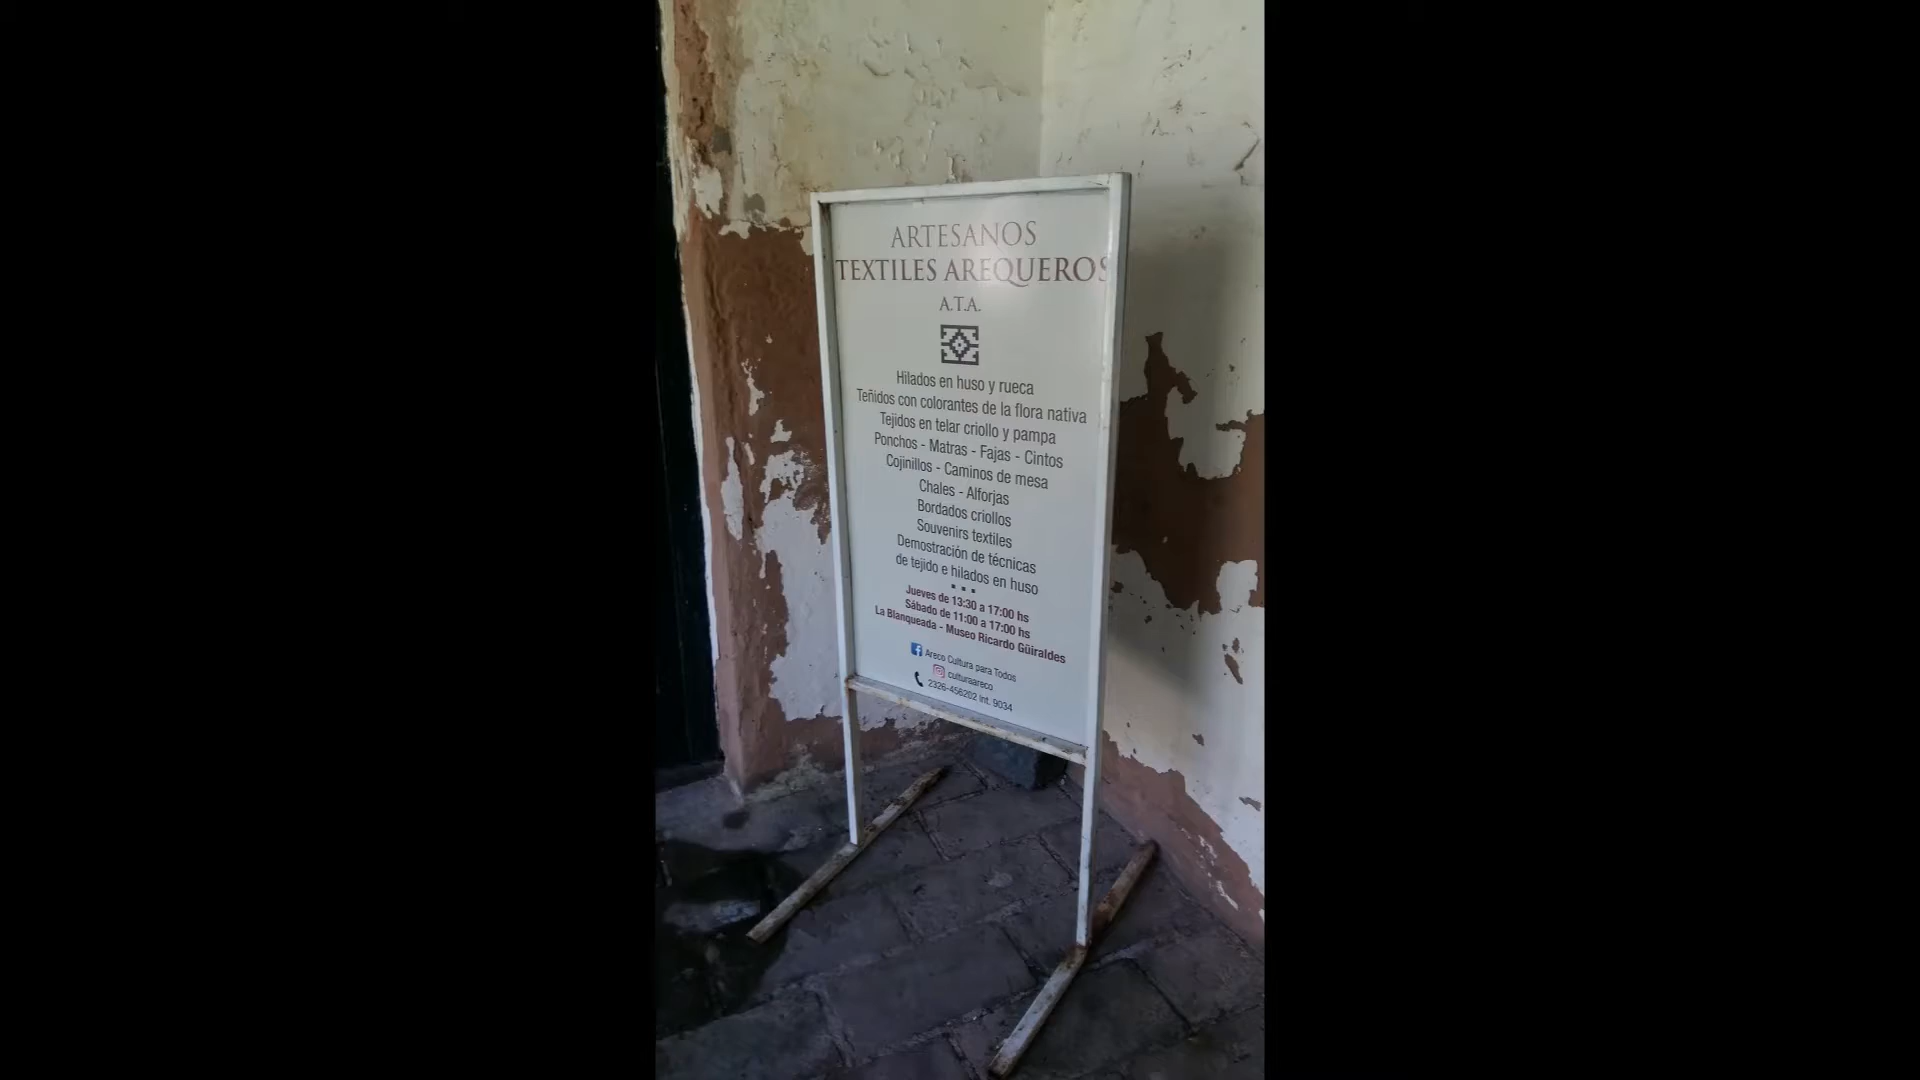 ARTESANOS
TEXTILES AREQUEROS
A.T.A.
Hilados en huso y rueca
Teñidos con colorantes de la flora nativa
Tejidos en telar criollo y pampa
Ponchos - Matras - Fajas - Cintos
Cojinillos - Caminos de mesa
Chales - Alforjas
Bordados criollos
Souvenirs textiles
Demostración de técnicas
de tejido e hilados en huso
Jueves de 13:30 a 17:00 hs
Sábado de 11:00 a 17:00 hs
La Blanqueada - Museo Ricardo Güiraldes
Areco Cultura para Todos
culturaareco
2326-456202 Int. 9034